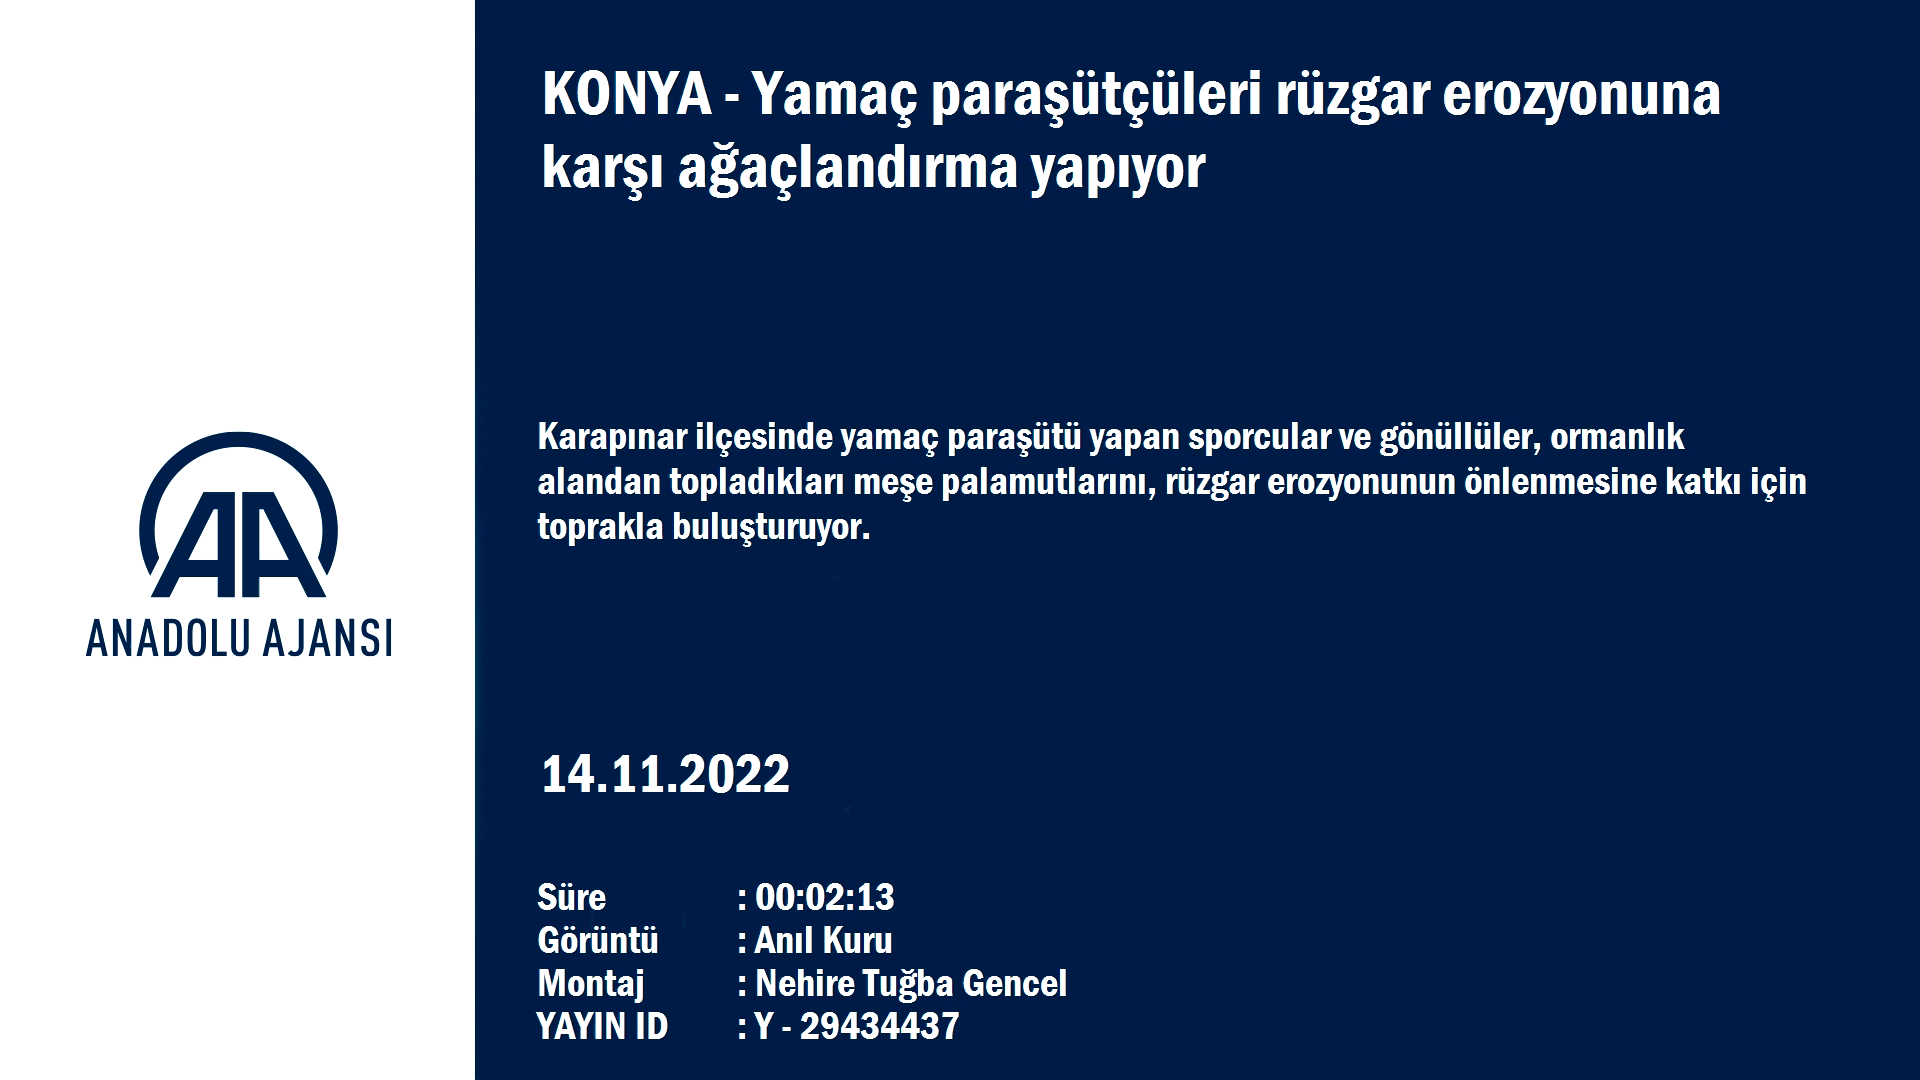 KONYA - Yamaç paraşütçüleri rüzgar erozyonuna
karşı ağaçlandırma yapıyor
Karapınar ilçesinde yamaç paraşütü yapan sporcular ve gönüllüler, ormanlık
alandan topladıkları meşe palamutlarını, rüzgar erozyonunun önlenmesine katkı için
toprakla buluşturuyor.
AA
ANADOLU AJANSI
14.11.2022
Süre : 00:02:13
Görüntü : Anıl Kuru
Montaj : Nehire Tuğba Gencel
YAYIN ID : Y - 29434437